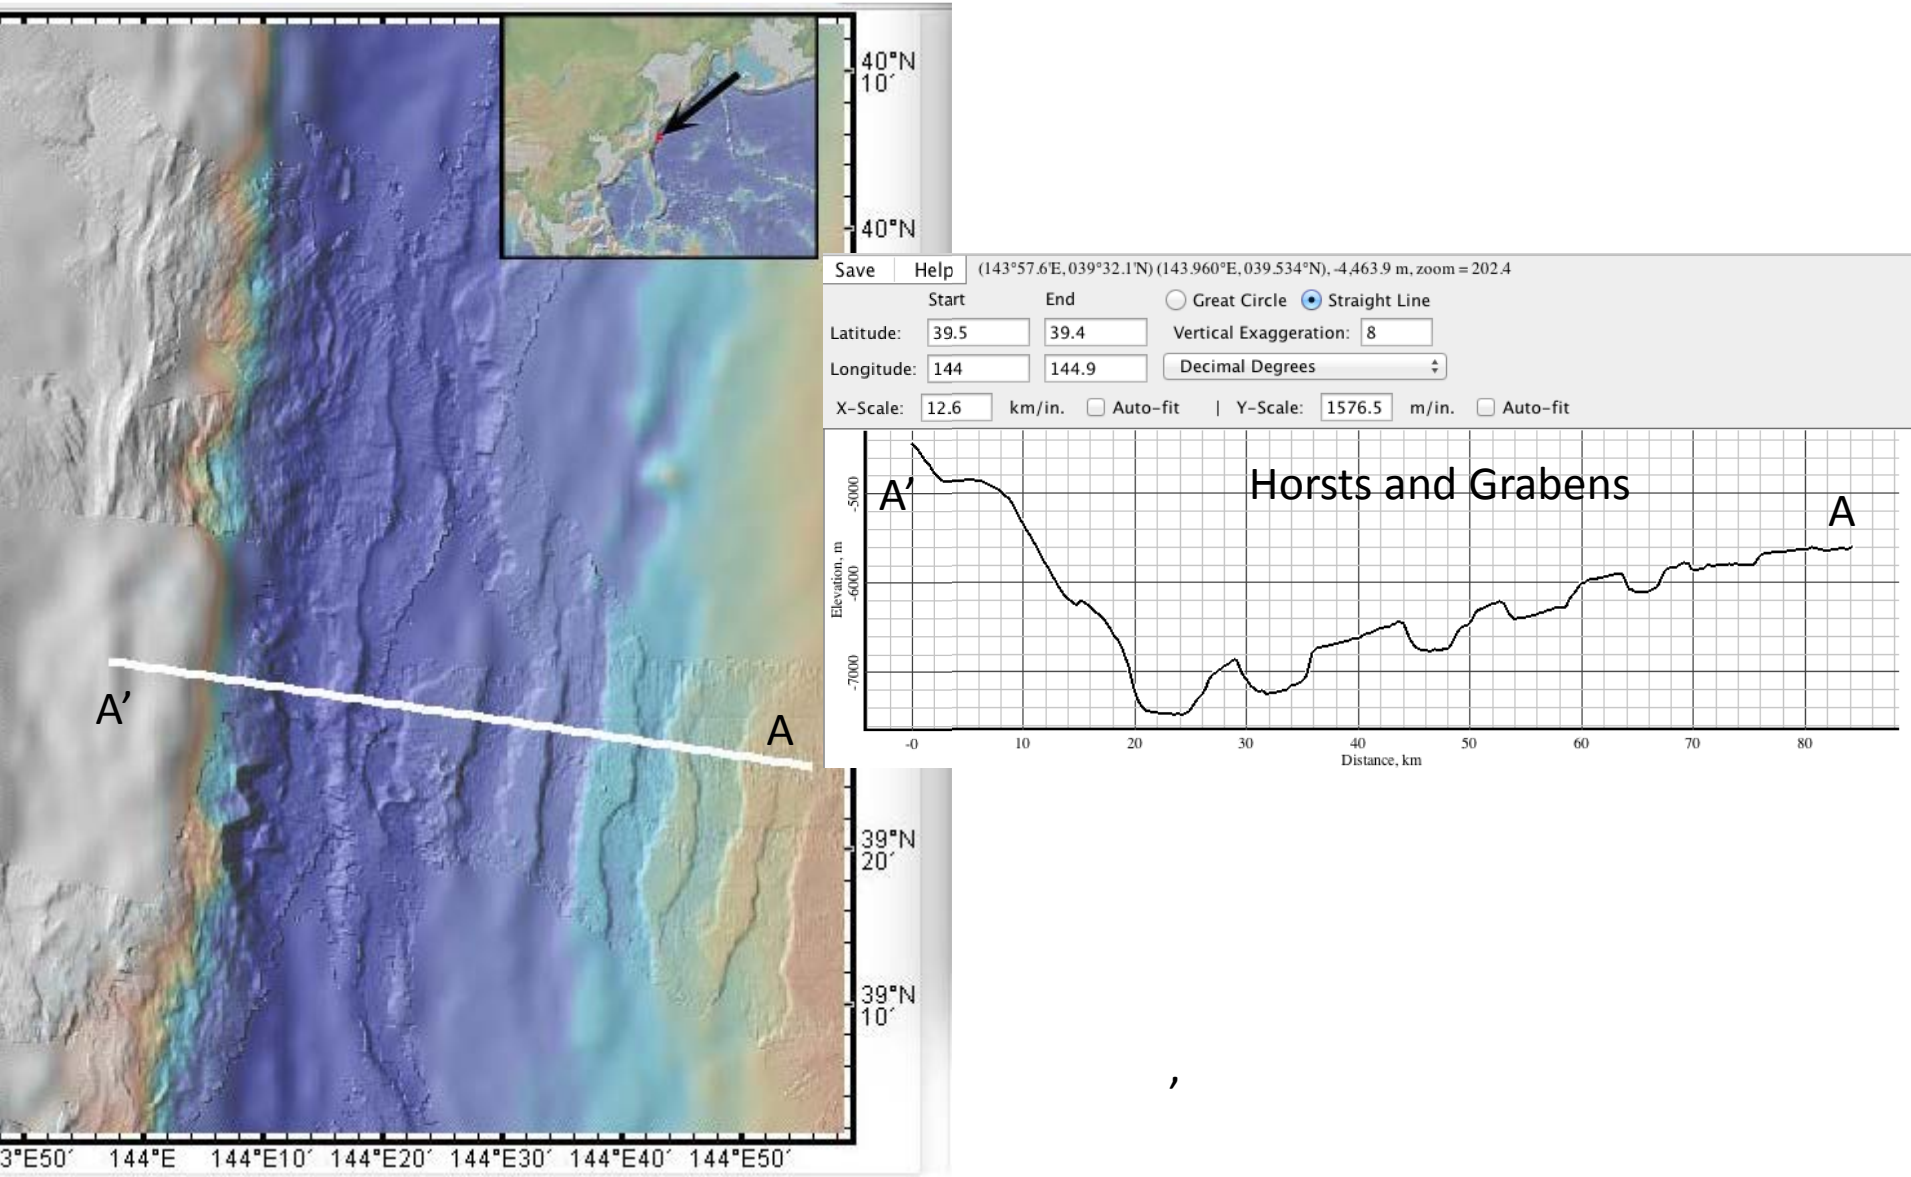 40°N
10′
40°N
39°N
20′
39°N
10′
3°E50′ 144°E 144°E10′ 144°E20′ 144°E30′ 144°E40′ 144°E50′
A’
A
Save Help (143°57.6'E, 039°32.1'N) (143.960°E, 039.534°N), -4,463.9 m, zoom = 202.4
Start End Great Circle Straight Line
Latitude: 39.5 39.4 Vertical Exaggeration: 8
Longitude: 144 144.9 Decimal Degrees
X-Scale: 12.6 km/in. Auto-fit | Y-Scale: 1576.5 m/in. Auto-fit
Horsts and Grabens
A’
A
Elevation, m
-5000
-6000
-7000
-0 10 20 30 40 50 60 70 80
Distance, km
,